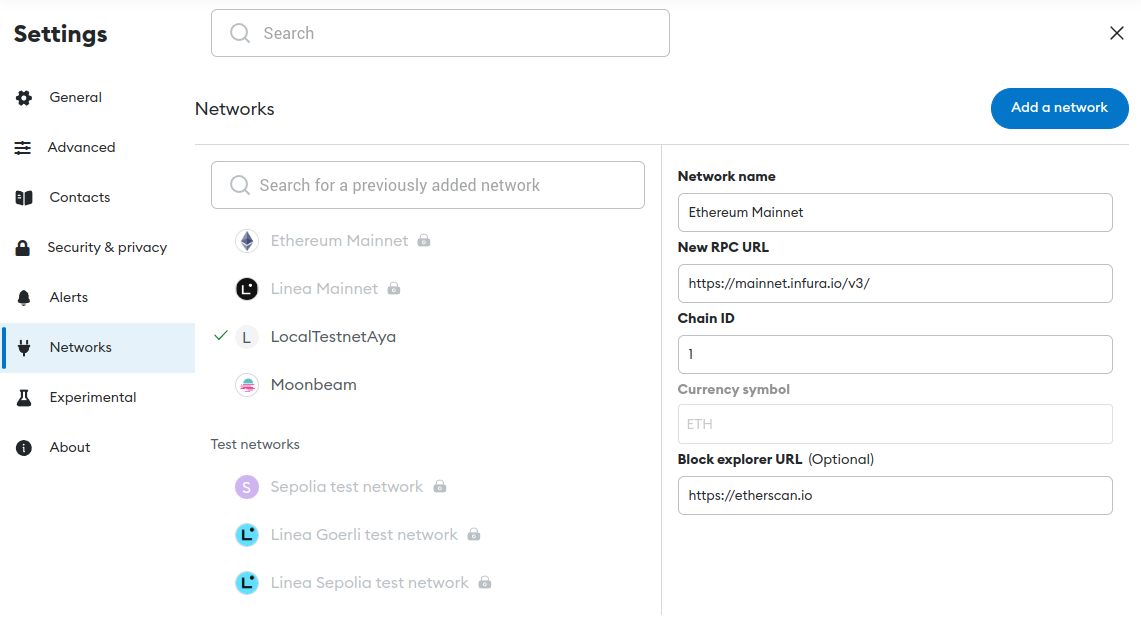 Settings
Search
General
Advanced
Contacts
Security & privacy
Alerts
Networks
Experimental
About
Networks
Add a network
Search for a previously added network
Ethereum Mainnet
Linea Mainnet
L LocalTestnetAya
Moonbeam
Test networks
S Sepolia test network
Linea Goerli test network
Linea Sepolia test network
Network name
Ethereum Mainnet
New RPC URL
https://mainnet.infura.io/v3/
Chain ID
1
Currency symbol
ETH
Block explorer URL (Optional)
https://etherscan.io